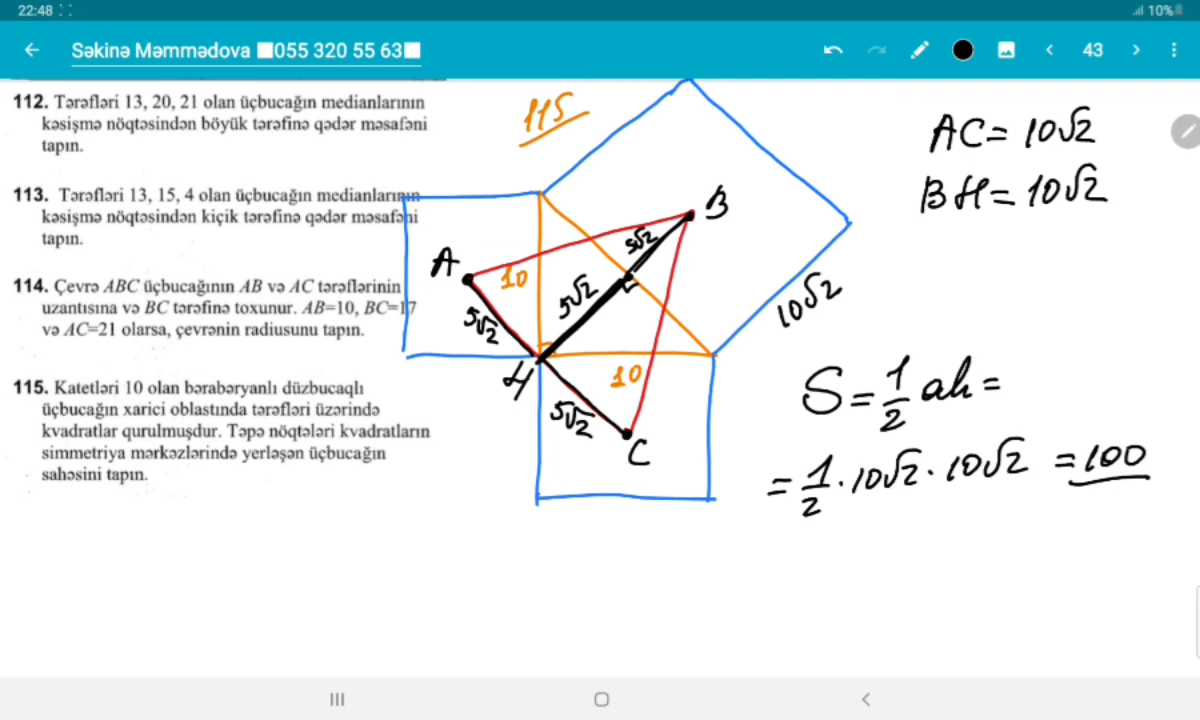 22:48
10%
Səkinə Məmmədova 055 320 55 63
43
112. Tərəfləri 13, 20, 21 olan üçbucağın medianlarının
kəsişmə nöqtəsindən böyük tərəfinə qədər məsafəni
tapın.
113. Tərəfləri 13, 15, 4 olan üçbucağın medianlarının
kəsişmə nöqtəsindən kiçik tərəfinə qədər məsafəni
tapın.
114. Çevrə ABC üçbucağının AB və AC tərəflərinin
uzantısına və BC tərəfinə toxunur. AB=10, BC=17
və AC=21 olarsa, çevrənin radiusunu tapın.
115. Katetləri 10 olan bərabəryanlı düzbucaqlı
üçbucağın xarici oblastında tərəfləri üzərində
kvadratlar qurulmuşdur. Təpə nöqtələri kvadratların
simmetriya mərkəzlərində yerləşən üçbucağın
sahəsini tapın.
115
B
5√2
A
10
5√2
5√2
10√2
H
10
5√2
C
AC = 10√2
BH = 10√2
S = 1/2 ah =
= 1/2 · 10√2 · 10√2 = 100